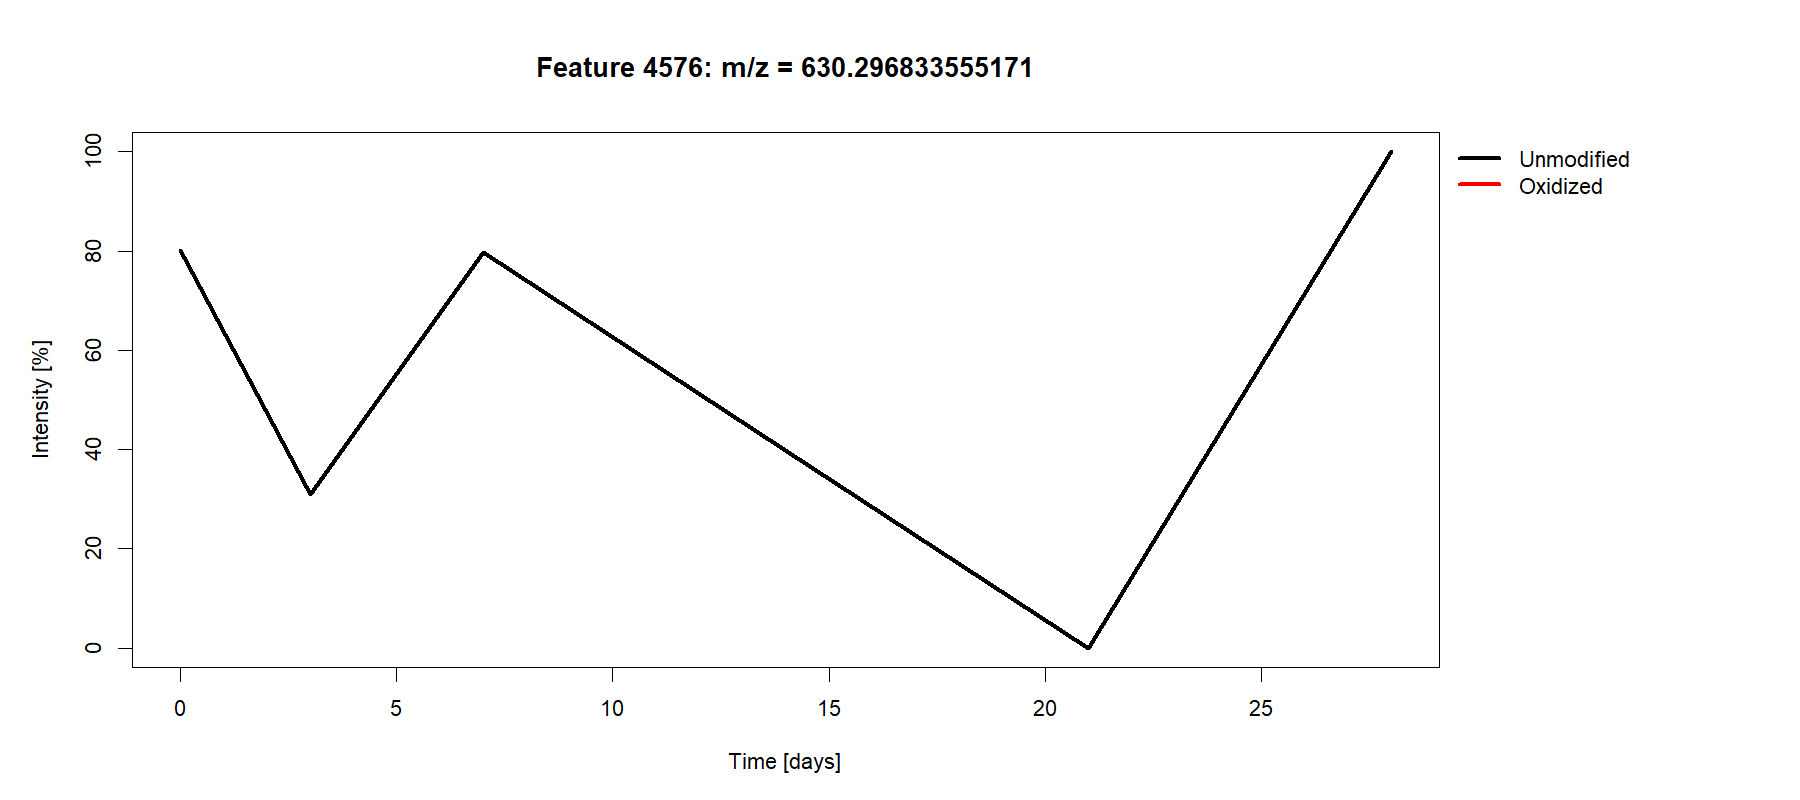 Feature 4576: m/z = 630.296833555171
100
80
60
40
20
0
Intensity [%]
0 5 10 15 20 25
Time [days]
Unmodified
Oxidized